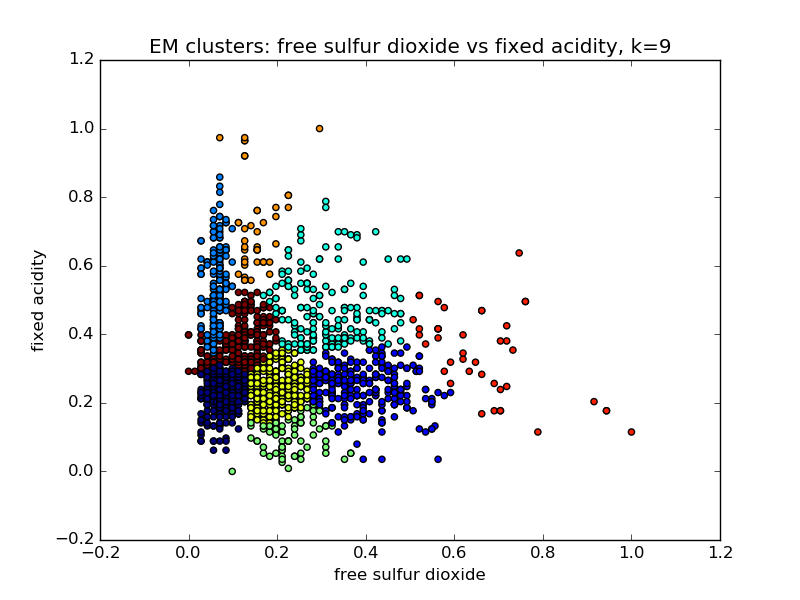 EM clusters: free sulfur dioxide vs fixed acidity, k=9
1.2
1.0
0.8
0.6
0.4
0.2
0.0
−0.2
fixed acidity
−0.2 0.0 0.2 0.4 0.6 0.8 1.0 1.2
free sulfur dioxide